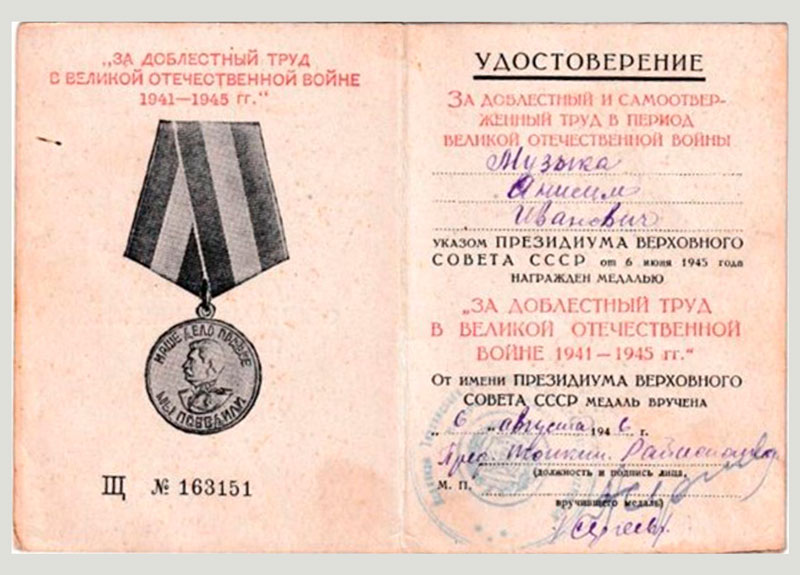 „ЗА ДОБЛЕСТНЫЙ ТРУД
В ВЕЛИКОЙ ОТЕЧЕСТВЕННОЙ ВОЙНЕ
1941—1945 гг.“
НАШЕ ДЕЛО ПРАВОЕ
МЫ ПОБЕДИЛИ
Щ № 163151
УДОСТОВЕРЕНИЕ
ЗА ДОБЛЕСТНЫЙ И САМООТВЕР-
ЖЕННЫЙ ТРУД В ПЕРИОД
ВЕЛИКОЙ ОТЕЧЕСТВЕННОЙ ВОЙНЫ
Музыка
Анисим
Иванович
УКАЗОМ ПРЕЗИДИУМА ВЕРХОВНОГО
СОВЕТА СССР от 6 июня 1945 года
НАГРАЖДЕН МЕДАЛЬЮ
„ЗА ДОБЛЕСТНЫЙ ТРУД
В ВЕЛИКОЙ ОТЕЧЕСТВЕННОЙ
ВОЙНЕ 1941—1945 гг.“
От имени ПРЕЗИДИУМА ВЕРХОВНОГО
СОВЕТА СССР МЕДАЛЬ ВРУЧЕНА
„6“ августа 1946 г.
Пред.
(должность и подпись лица,
М. П.
вручившего медаль)